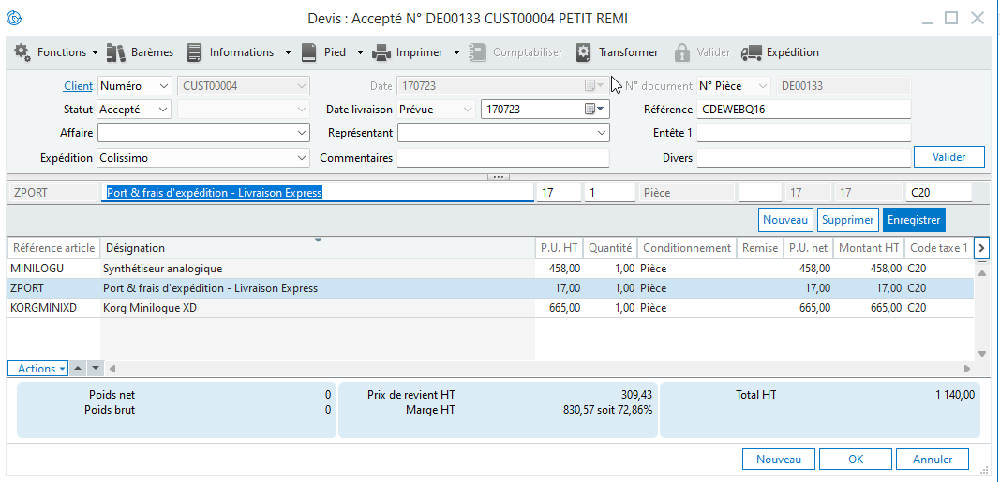 Devis : Accepté N° DE00133 CUST00004 PETIT REMI
Fonctions Barèmes Informations Pied Imprimer Comptabiliser Transformer Valider Expédition
Client Numéro CUST00004 Date 170723 N° document N° Pièce DE00133
Statut Accepté Date livraison Prévue 170723 Référence CDEWEBQ16
Affaire Représentant Entête 1
Expédition Colissimo Commentaires Divers Valider
ZPORT Port & frais d'expédition - Livraison Express 17 1 Pièce 17 17 C20
Nouveau Supprimer Enregistrer
Référence article Désignation P.U. HT Quantité Conditionnement Remise P.U. net Montant HT Code taxe 1
MINILOGU Synthétiseur analogique 458,00 1,00 Pièce 458,00 458,00 C20
ZPORT Port & frais d'expédition - Livraison Express 17,00 1,00 Pièce 17,00 17,00 C20
KORGMINIXD Korg Minilogue XD 665,00 1,00 Pièce 665,00 665,00 C20
Actions
Poids net 0 Prix de revient HT 309,43 Total HT 1 140,00
Poids brut 0 Marge HT 830,57 soit 72,86%
Nouveau OK Annuler